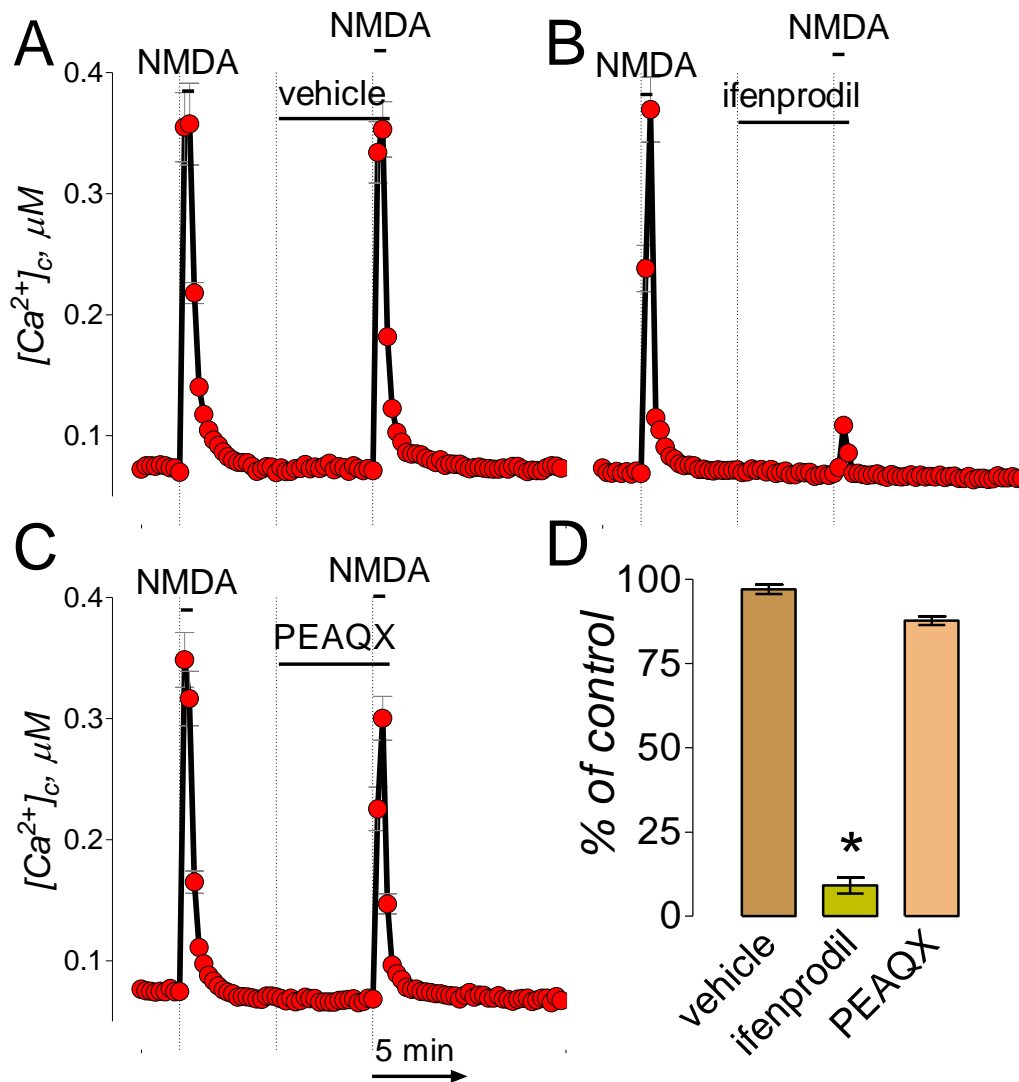 A
NMDA
vehicle
NMDA
0.4
0.3
0.2
0.1
[Ca²⁺]c, μM
B
NMDA
ifenprodil
NMDA
C
NMDA
PEAQX
NMDA
0.4
0.3
0.2
0.1
[Ca²⁺]c, μM
5 min
D
100
75
50
25
0
% of control
*
vehicle
ifenprodil
PEAQX